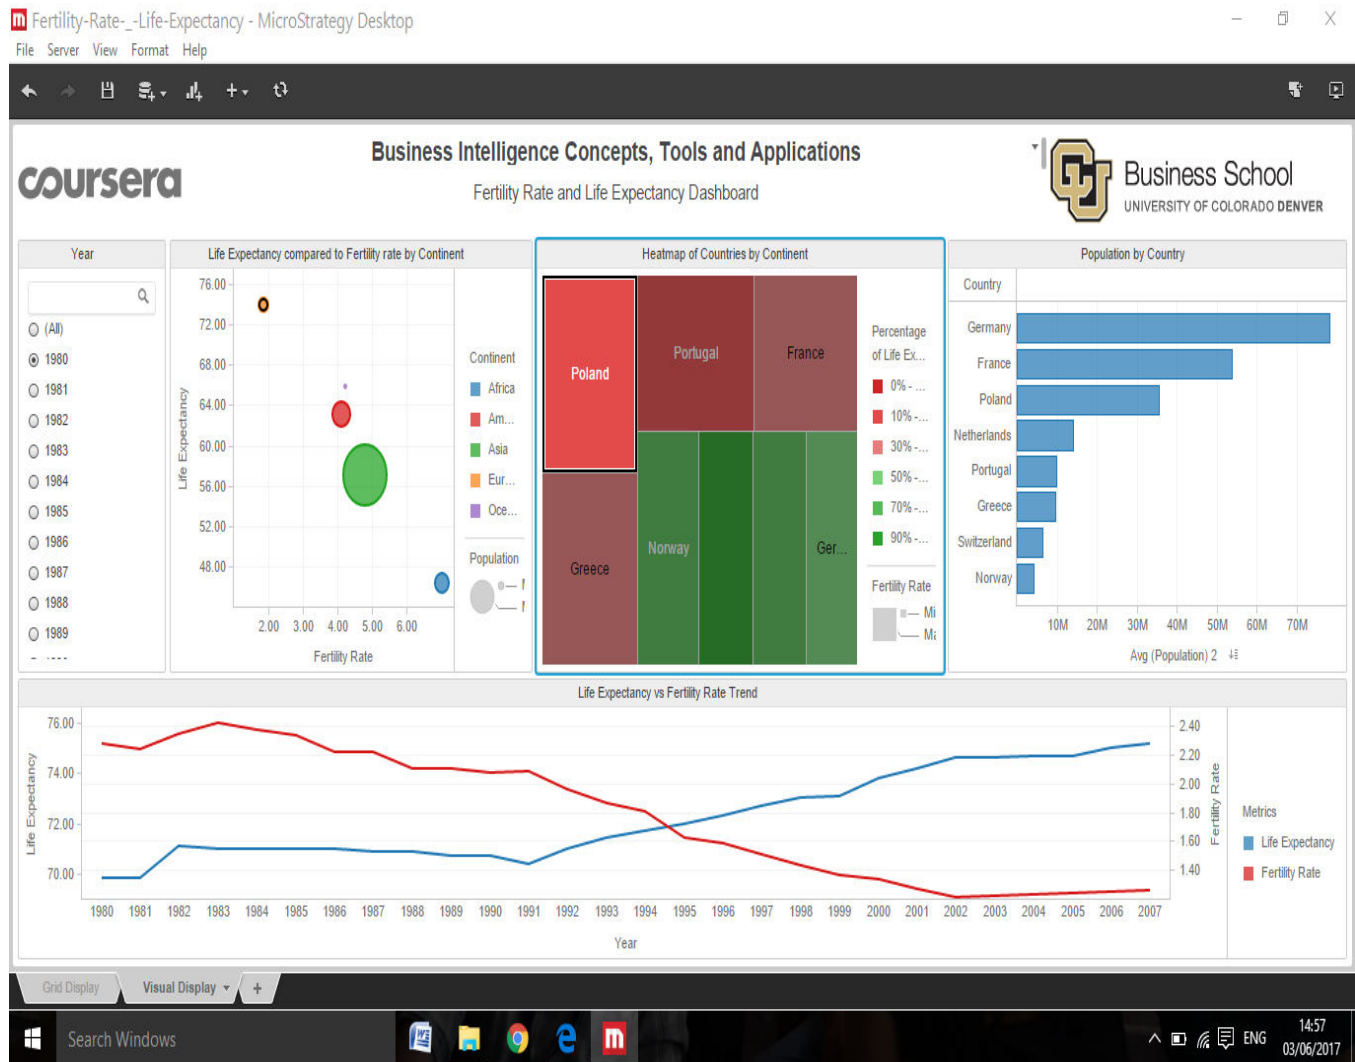 Fertility-Rate-_-Life-Expectancy - MicroStrategy Desktop
File Server View Format Help
coursera
Business Intelligence Concepts, Tools and Applications
Fertility Rate and Life Expectancy Dashboard
CU Business School
UNIVERSITY OF COLORADO DENVER
Year
(All)
1980
1981
1982
1983
1984
1985
1986
1987
1988
1989
Life Expectancy compared to Fertility rate by Continent
Life Expectancy
76.00
72.00
68.00
64.00
60.00
56.00
52.00
48.00
2.00 3.00 4.00 5.00 6.00
Fertility Rate
Continent
Africa
Am...
Asia
Eur...
Oce...
Population
Heatmap of Countries by Continent
Poland
Portugal
France
Greece
Norway
Ger...
Percentage
of Life Ex...
0% - ...
10% -...
30% -...
50% -...
70% -...
90% -...
Fertility Rate
Mi
Ma
Population by Country
Country
Germany
France
Poland
Netherlands
Portugal
Greece
Switzerland
Norway
10M 20M 30M 40M 50M 60M 70M
Avg (Population) 2
Life Expectancy vs Fertility Rate Trend
Life Expectancy
76.00
74.00
72.00
70.00
1980 1981 1982 1983 1984 1985 1986 1987 1988 1989 1990 1991 1992 1993 1994 1995 1996 1997 1998 1999 2000 2001 2002 2003 2004 2005 2006 2007
Year
2.40
2.20
2.00
1.80
1.60
1.40
Fertility Rate
Metrics
Life Expectancy
Fertility Rate
Grid Display Visual Display +
Search Windows
ENG
14:57
03/06/2017